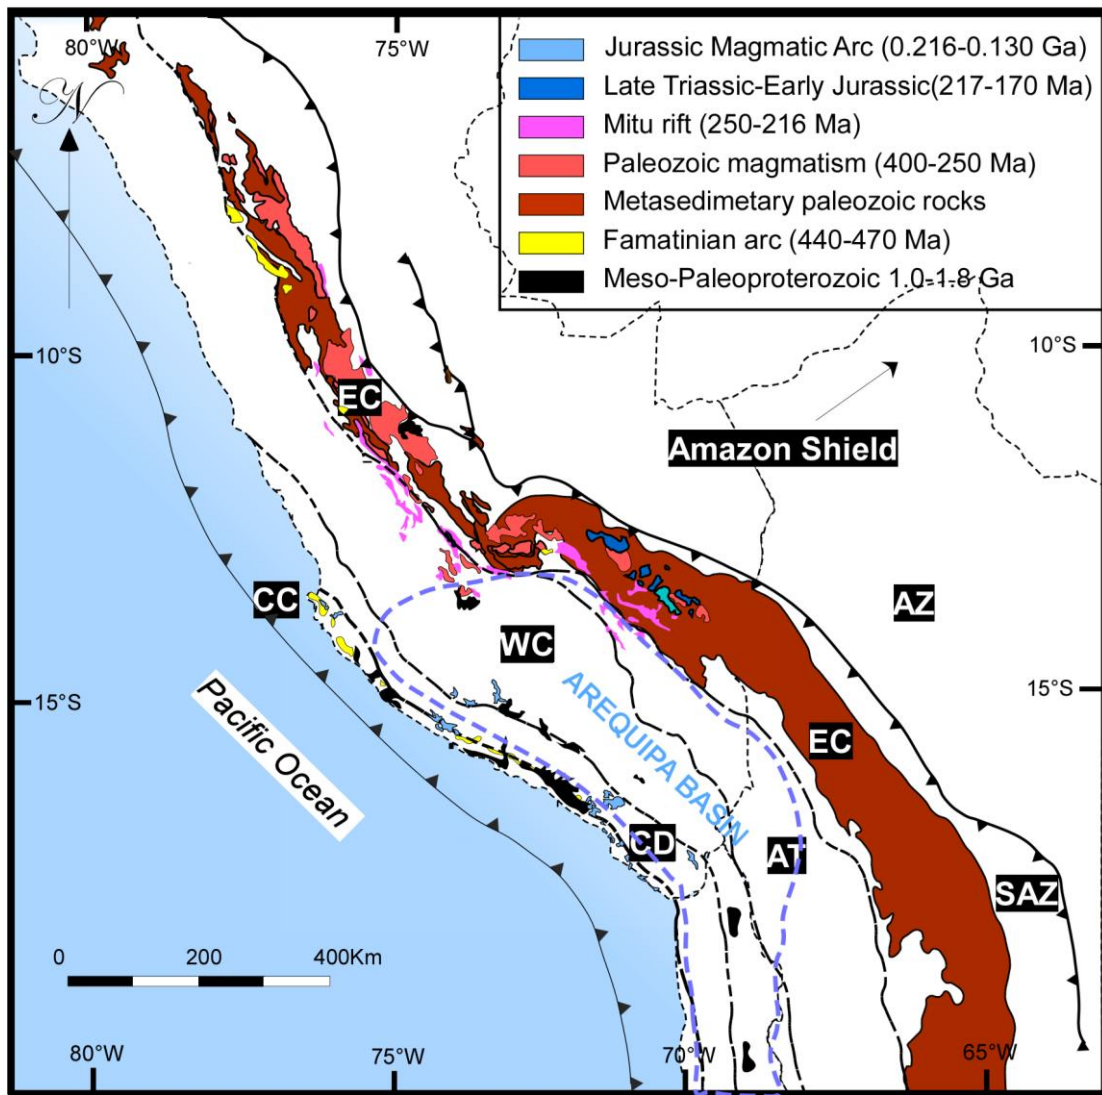 80°W
75°W
N
Jurassic Magmatic Arc (0.216-0.130 Ga)
Late Triassic-Early Jurassic(217-170 Ma)
Mitu rift (250-216 Ma)
Paleozoic magmatism (400-250 Ma)
Metasedimetary paleozoic rocks
Famatinian arc (440-470 Ma)
Meso-Paleoproterozoic 1.0-1.8 Ga
10°S
10°S
EC
Amazon Shield
CC
AZ
WC
15°S
15°S
Pacific Ocean
AREQUIPA BASIN
EC
CD
AT
SAZ
0 200 400Km
80°W
75°W
70°W
65°W